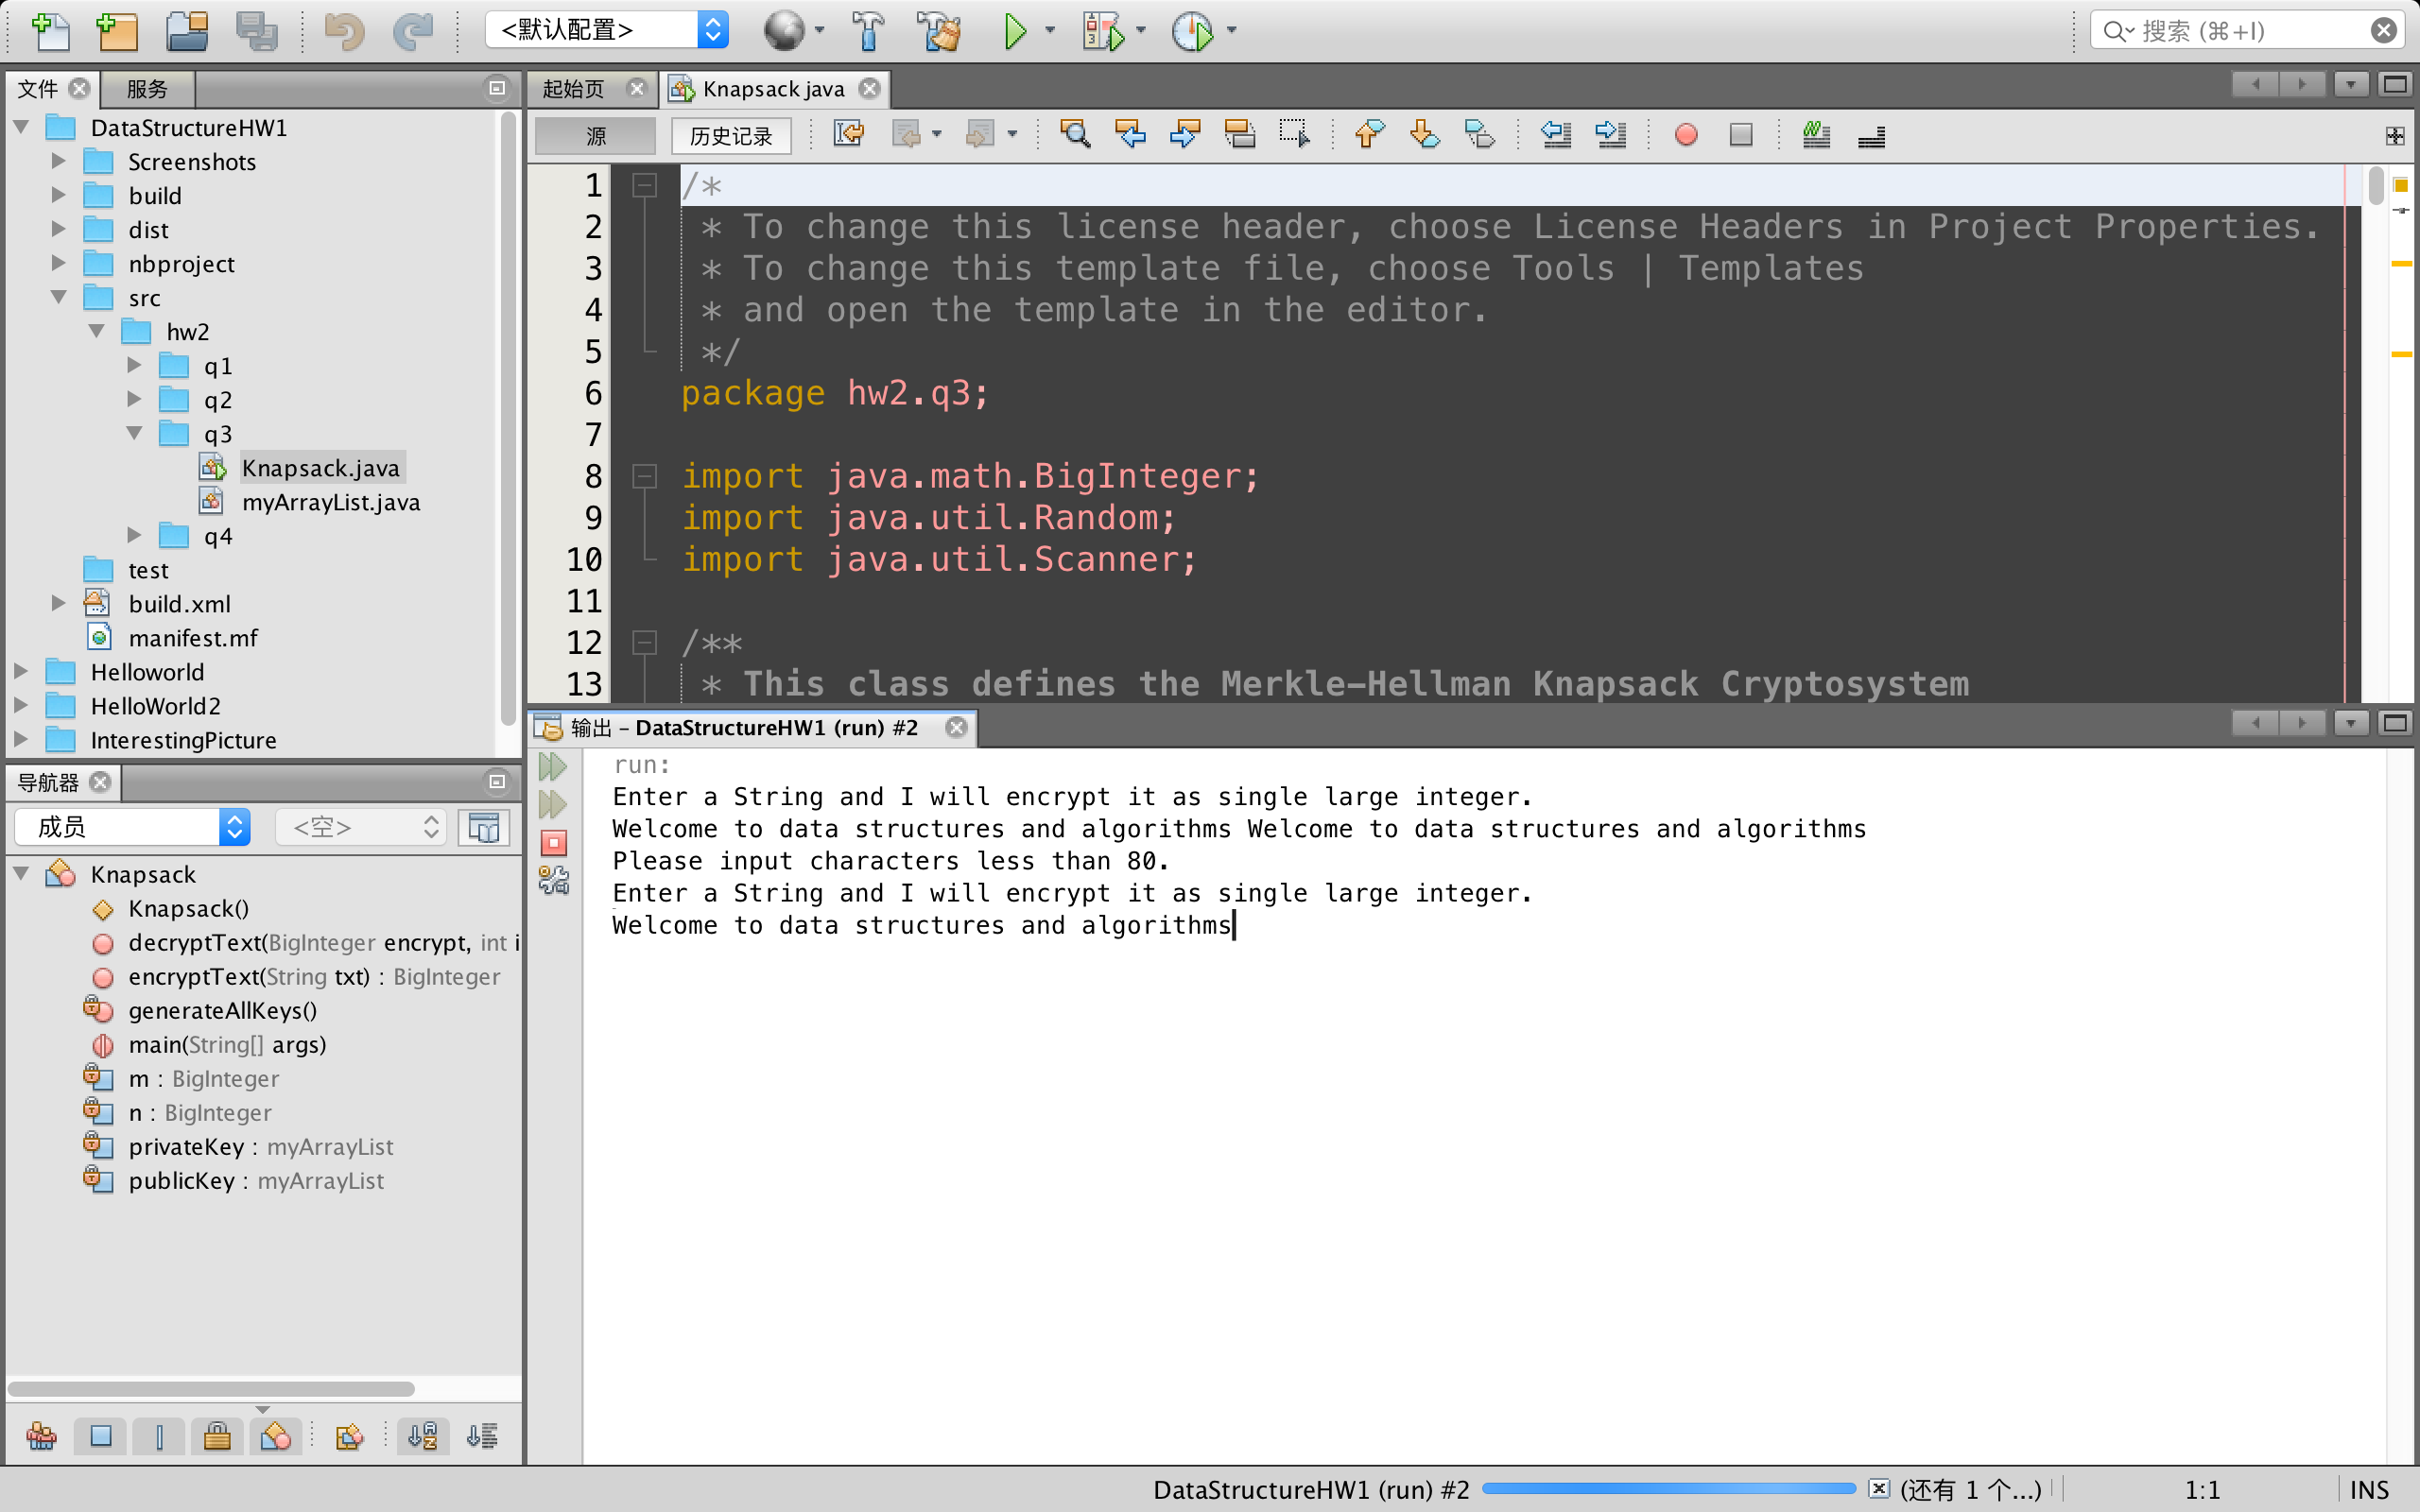 <默认配置>
搜索 (⌘+I)
文件
服务
DataStructureHW1
Screenshots
build
dist
nbproject
src
hw2
q1
q2
q3
Knapsack.java
myArrayList.java
q4
test
build.xml
manifest.mf
Helloworld
HelloWorld2
InterestingPicture
导航器
成员
<空>
Knapsack
Knapsack()
decryptText(BigInteger encrypt, int i
encryptText(String txt) : BigInteger
generateAllKeys()
main(String[] args)
m : BigInteger
n : BigInteger
privateKey : myArrayList
publicKey : myArrayList
起始页
Knapsack java
源
历史记录
1 /*
2 * To change this license header, choose License Headers in Project Properties.
3 * To change this template file, choose Tools | Templates
4 * and open the template in the editor.
5 */
6 package hw2.q3;
7
8 import java.math.BigInteger;
9 import java.util.Random;
10 import java.util.Scanner;
11
12 /**
13 * This class defines the Merkle-Hellman Knapsack Cryptosystem
输出 – DataStructureHW1 (run) #2
run:
Enter a String and I will encrypt it as single large integer.
Welcome to data structures and algorithms Welcome to data structures and algorithms
Please input characters less than 80.
Enter a String and I will encrypt it as single large integer.
Welcome to data structures and algorithms
DataStructureHW1 (run) #2
(还有 1 个...)
1:1
INS